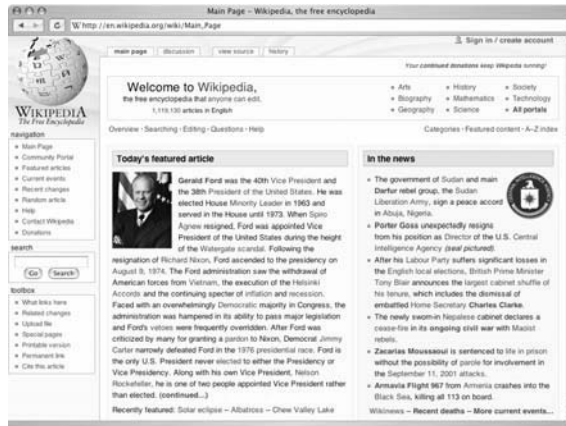 Main Page – Wikipedia, the free encyclopedia
W http://en.wikipedia.org/wiki/Main_Page
Sign in / create account
main page
discussion
view source
history
Your continued donations keep Wikipedia running!
Welcome to Wikipedia,
the free encyclopedia that anyone can edit.
1,119,130 articles in English
Arts
Biography
Geography
History
Mathematics
Science
Society
Technology
All portals
Overview · Searching · Editing · Questions · Help
Categories · Featured content · A–Z index
WIKIPEDIA
The Free Encyclopedia
navigation
Main Page
Community Portal
Featured articles
Current events
Recent changes
Random article
Help
Contact Wikipedia
Donations
search
Go
Search
toolbox
What links here
Related changes
Upload file
Special pages
Printable version
Permanent link
Cite this article
Today's featured article
Gerald Ford was the 40th Vice President and
the 38th President of the United States. He was
elected House Minority Leader in 1963 and
served in the House until 1973. When Spiro
Agnew resigned, Ford was appointed Vice
President of the United States during the height
of the Watergate scandal. Following the
resignation of Richard Nixon, Ford ascended to the presidency on
August 9, 1974. The Ford administration saw the withdrawal of
American forces from Vietnam, the execution of the Helsinki
Accords and the continuing specter of inflation and recession.
Faced with an overwhelmingly Democratic majority in Congress, the
administration was hampered in its ability to pass major legislation
and Ford's vetoes were frequently overridden. After Ford was
criticized by many for granting a pardon to Nixon, Democrat Jimmy
Carter narrowly defeated Ford in the 1976 presidential race. Ford is
the only U.S. President never elected to either the Presidency or
Vice Presidency. Along with his own Vice President, Nelson
Rockefeller, he is one of two people appointed Vice President rather
than elected. (continued...)
Recently featured: Solar eclipse – Albatross – Chew Valley Lake
In the news
The government of Sudan and main
Darfur rebel group, the Sudan
Liberation Army, sign a peace accord
in Abuja, Nigeria.
Porter Goss unexpectedly resigns
from his position as Director of the U.S. Central
Intelligence Agency (seal pictured).
After his Labour Party suffers significant losses in
the English local elections, British Prime Minister
Tony Blair announces the largest cabinet shuffle of
his tenure, which includes the dismissal of
embattled Home Secretary Charles Clarke.
The newly sworn-in Nepalese cabinet declares a
cease-fire in its ongoing civil war with Maoist
rebels.
Zacarias Moussaoui is sentenced to life in prison
without the possibility of parole for involvement in
the September 11, 2001 attacks.
Armavia Flight 967 from Armenia crashes into the
Black Sea, killing all 113 on board.
Wikinews – Recent deaths – More current events...